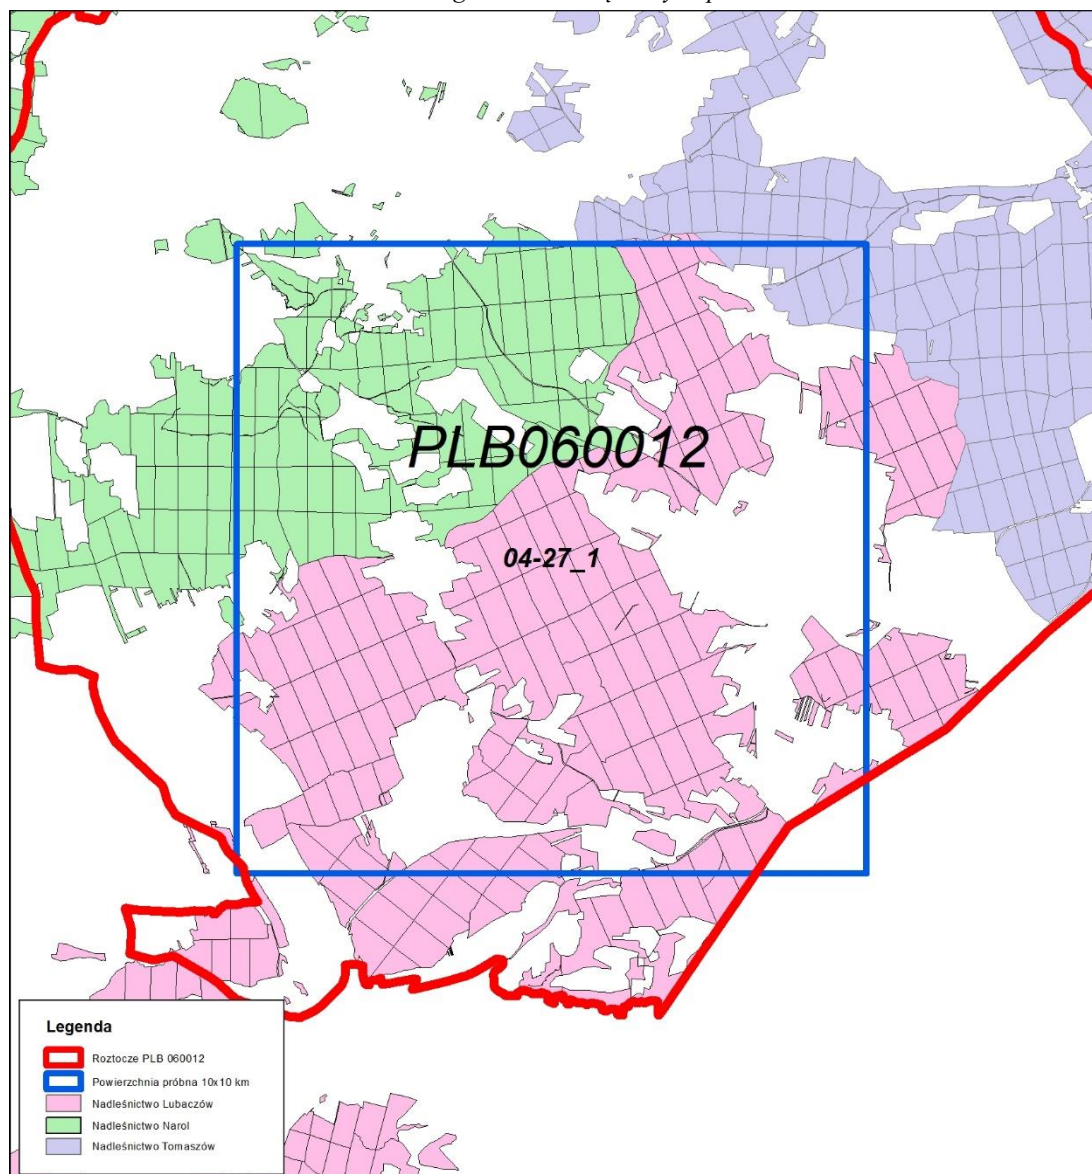 PLB060012
04-27_1
Legenda
Roztocze PLB 060012
Powierzchnia próbna 10x10 km
Nadleśnictwo Lubaczów
Nadleśnictwo Narol
Nadleśnictwo Tomaszów